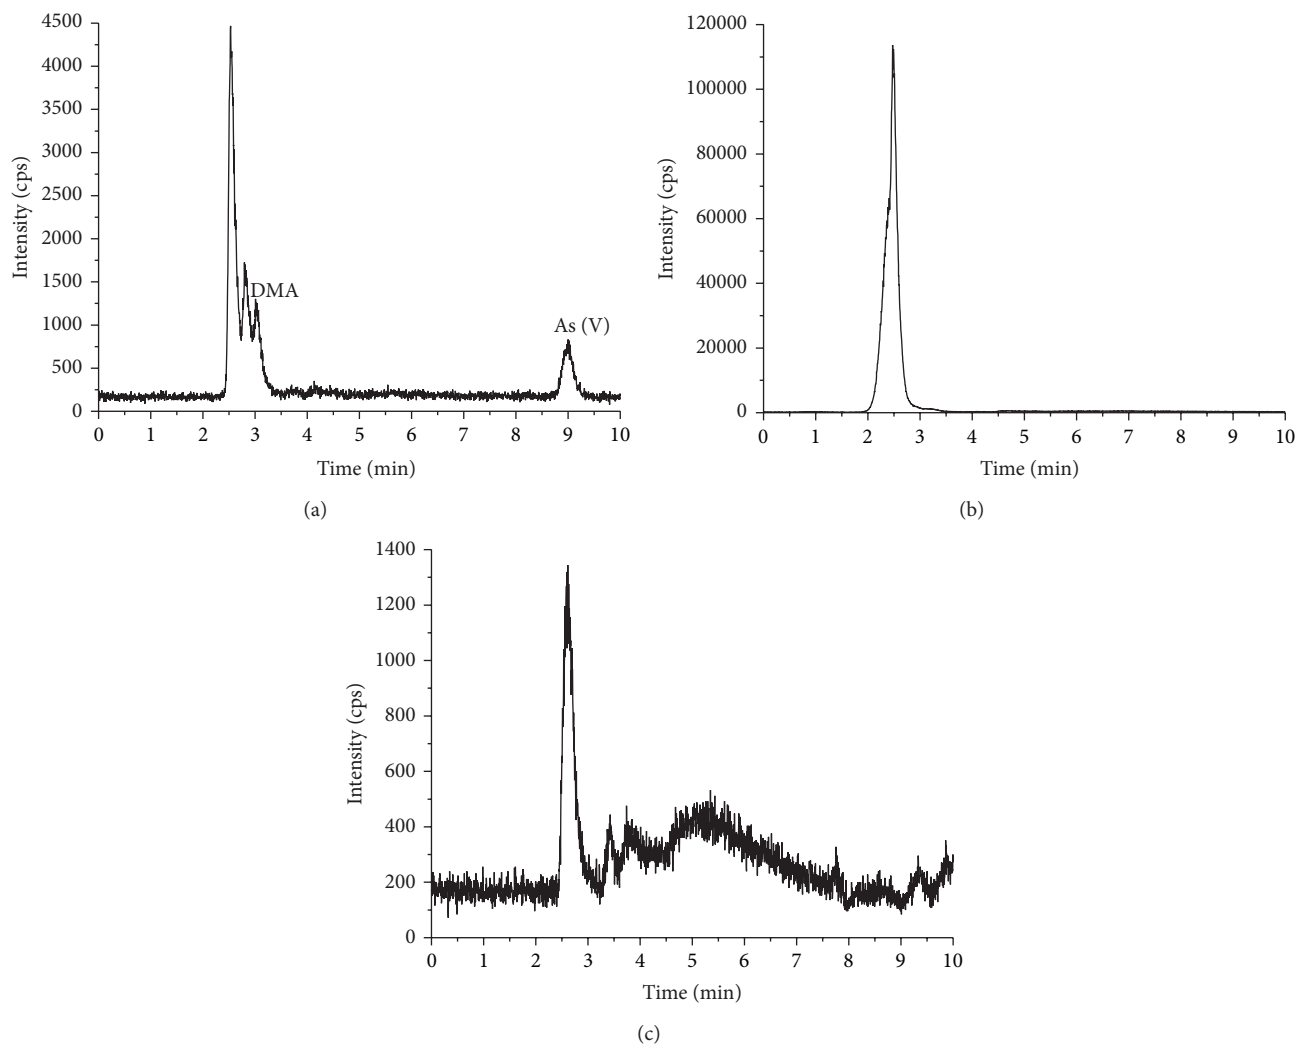 4500
4000
3500
3000
2500
2000
1500
1000
500
0
Intensity (cps)
DMA
As (V)
0 1 2 3 4 5 6 7 8 9 10
Time (min)
(a)
120000
100000
80000
60000
40000
20000
0
Intensity (cps)
0 1 2 3 4 5 6 7 8 9 10
Time (min)
(b)
1400
1200
1000
800
600
400
200
0
Intensity (cps)
0 1 2 3 4 5 6 7 8 9 10
Time (min)
(c)